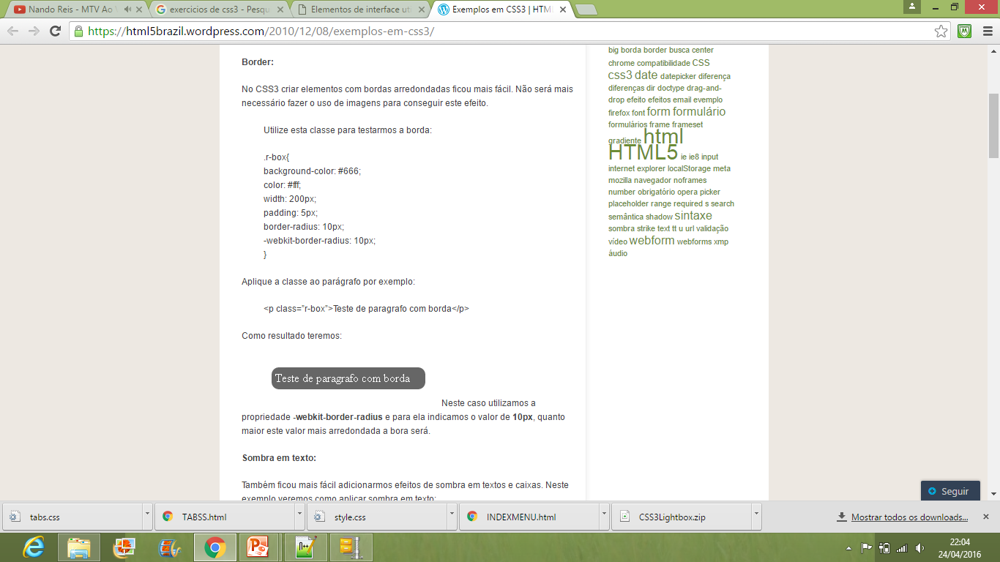 Nando Reis - MTV Ao V
exercicios de css3 - Pesqu
Elementos de interface uti
Exemplos em CSS3 | HTML
https://html5brazil.wordpress.com/2010/12/08/exemplos-em-css3/
Border:
No CSS3 criar elementos com bordas arredondadas ficou mais fácil. Não será mais
necessário fazer o uso de imagens para conseguir este efeito.
Utilize esta classe para testarmos a borda:
.r-box{
background-color: #666;
color: #fff;
width: 200px;
padding: 5px;
border-radius: 10px;
-webkit-border-radius: 10px;
}
Aplique a classe ao parágrafo por exemplo:
<p class="r-box">Teste de paragrafo com borda</p>
Como resultado teremos:
Teste de paragrafo com borda
Neste caso utilizamos a
propriedade -webkit-border-radius e para ela indicamos o valor de 10px, quanto
maior este valor mais arredondada a bora será.
Sombra em texto:
Também ficou mais fácil adicionarmos efeitos de sombra em textos e caixas. Neste
exemplo veremos como aplicar sombra em texto:
big borda border busca center
chrome compatibilidade CSS
css3 date datepicker diferença
diferenças dir doctype drag-and-
drop efeito efeitos email evemplo
firefox font form formulário
formulários frame frameset
gradiente html
HTML5 ie ie8 input
internet explorer localStorage meta
mozilla navegador noframes
number obrigatório opera picker
placeholder range required s search
semântica shadow sintaxe
sombra strike text tt u url validação
vídeo webform webforms xmp
áudio
Seguir
tabs.css
TABSS.html
style.css
INDEXMENU.html
CSS3Lightbox.zip
Mostrar todos os downloads...
22:04
24/04/2016